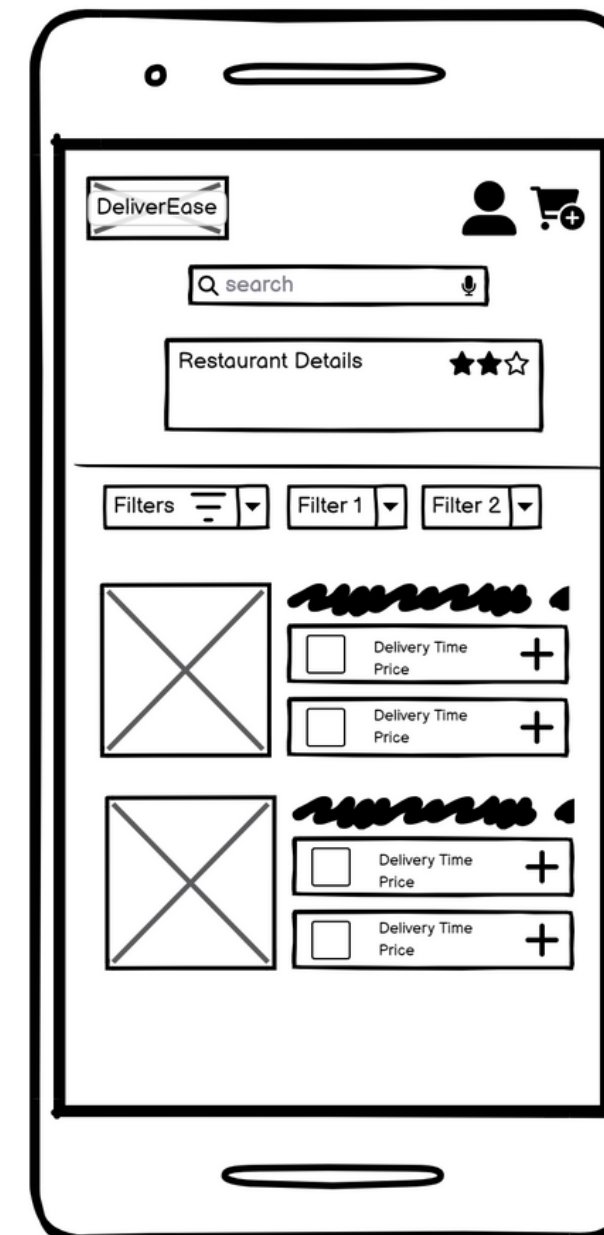 DeliverEase
search
Restaurant Details
Filters Filter 1 Filter 2
Delivery Time
Price
Delivery Time
Price
Delivery Time
Price
Delivery Time
Price